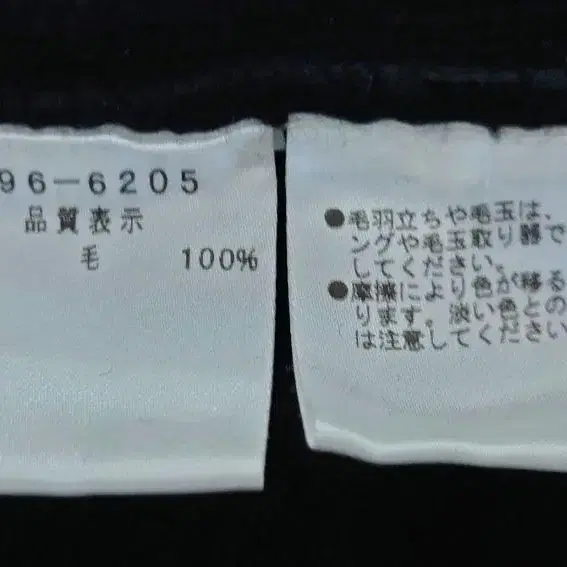 96-6205
品質表示
毛 100%
●毛羽立ちや毛玉は、
ングや毛玉取り器で
してください。
●摩擦により色が移る
ります。淡い色との
は注意してください